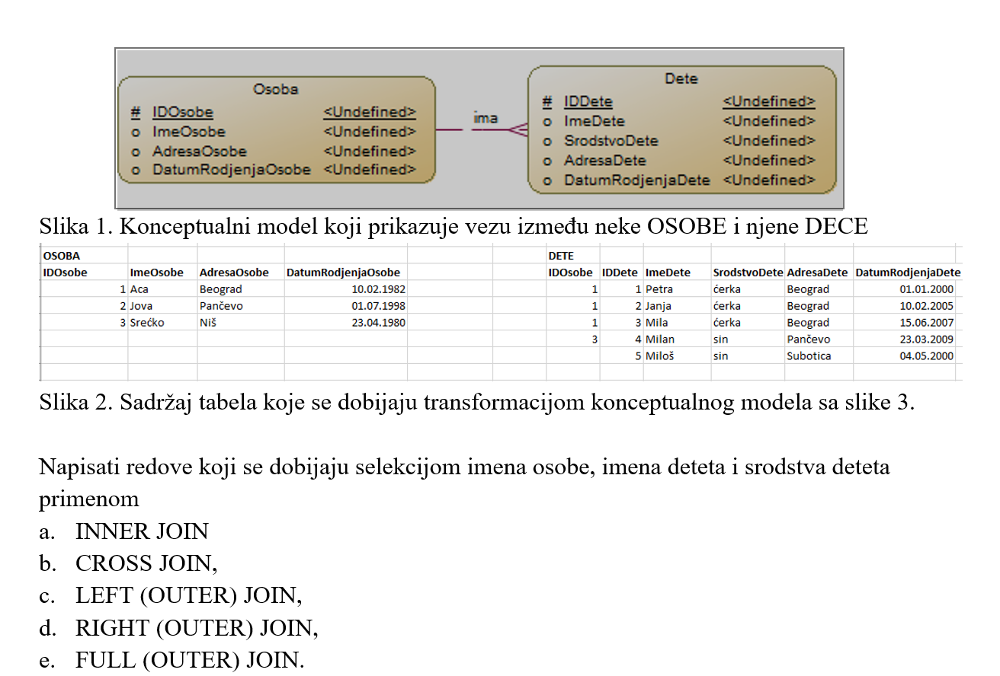 Osoba
# IDOsobe <Undefined>
o ImeOsobe <Undefined>
o AdresaOsobe <Undefined>
o DatumRodjenjaOsobe <Undefined>
ima
Dete
# IDDete <Undefined>
o ImeDete <Undefined>
o SrodstvoDete <Undefined>
o AdresaDete <Undefined>
o DatumRodjenjaDete <Undefined>
Slika 1. Konceptualni model koji prikazuje vezu između neke OSOBE i njene DECE
OSOBA DETE
IDOsobe ImeOsobe AdresaOsobe DatumRodjenjaOsobe IDOsobe IDDete ImeDete SrodstvoDete AdresaDete DatumRodjenjaDete
1 Aca Beograd 10.02.1982 1 1 Petra ćerka Beograd 01.01.2000
2 Jova Pančevo 01.07.1998 1 2 Janja ćerka Beograd 10.02.2005
3 Srećko Niš 23.04.1980 1 3 Mila ćerka Beograd 15.06.2007
3 4 Milan sin Pančevo 23.03.2009
5 Miloš sin Subotica 04.05.2000
Slika 2. Sadržaj tabela koje se dobijaju transformacijom konceptualnog modela sa slike 3.
Napisati redove koji se dobijaju selekcijom imena osobe, imena deteta i srodstva deteta
primenom
a. INNER JOIN
b. CROSS JOIN,
c. LEFT (OUTER) JOIN,
d. RIGHT (OUTER) JOIN,
e. FULL (OUTER) JOIN.